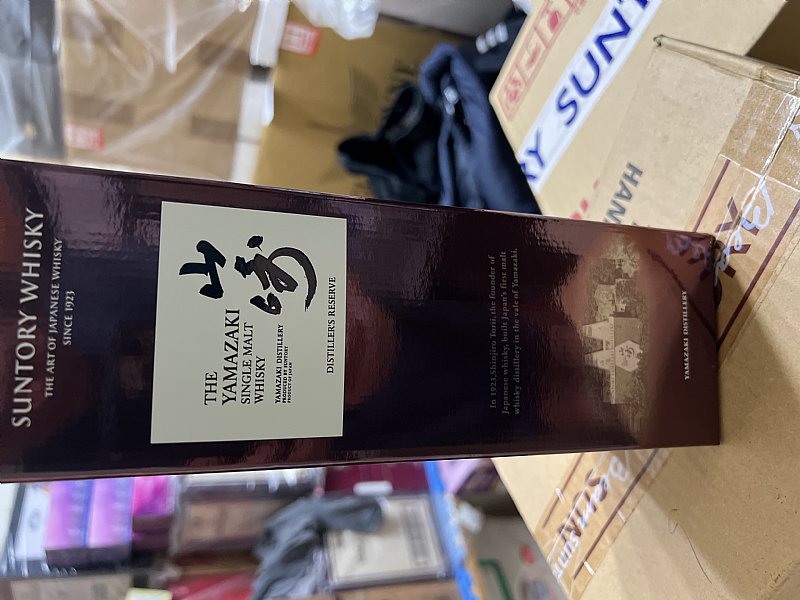 SUNTORY WHISKY
THE ART OF JAPANESE WHISKY
SINCE 1923
山崎
THE
YAMAZAKI
SINGLE MALT
WHISKY
YAMAZAKI DISTILLERY
PRODUCED BY SUNTORY
PRODUCT OF JAPAN
DISTILLER'S RESERVE
In 1923, Shinjiro Torii, the founder of
Japanese whisky, built Japan's first malt
whisky distillery in the vale of Yamazaki.
YAMAZAKI DISTILLERY